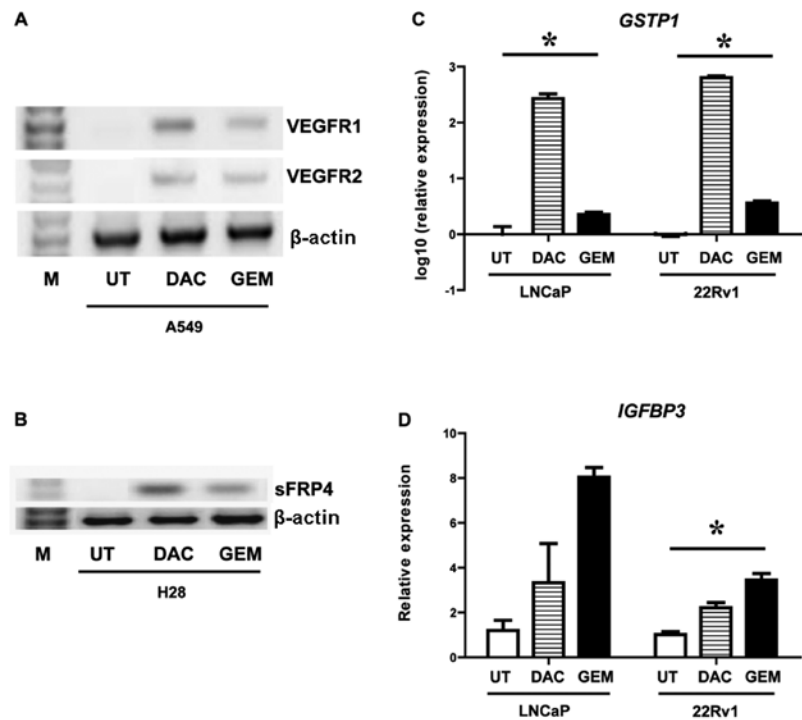 A
VEGFR1
VEGFR2
β-actin
M UT DAC GEM
A549
B
sFRP4
β-actin
M UT DAC GEM
H28
C
GSTP1
* *
log10 (relative expression)
3
2
1
0
-1
UT DAC GEM UT DAC GEM
LNCaP 22Rv1
D
IGFBP3
*
Relative expression
10
8
6
4
2
0
UT DAC GEM UT DAC GEM
LNCaP 22Rv1